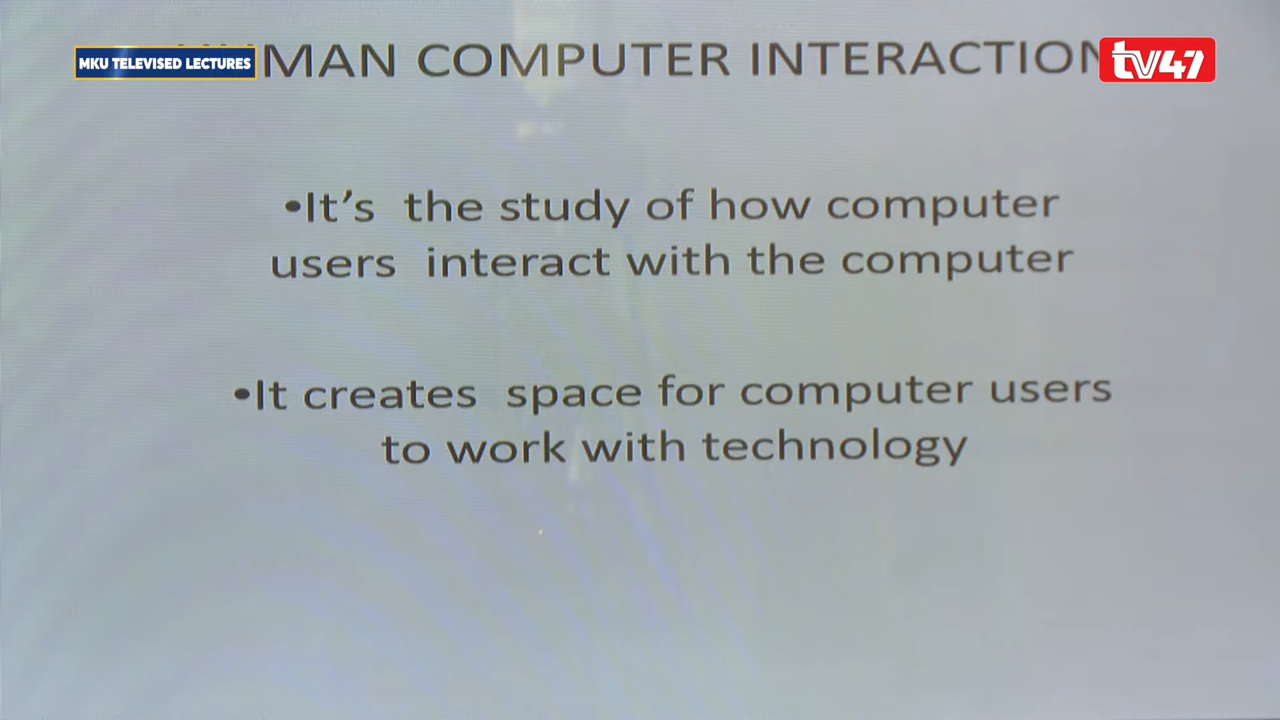 MKU TELEVISED LECTURES
HUMAN COMPUTER INTERACTION
tv47
•It's the study of how computer
users interact with the computer
•It creates space for computer users
to work with technology